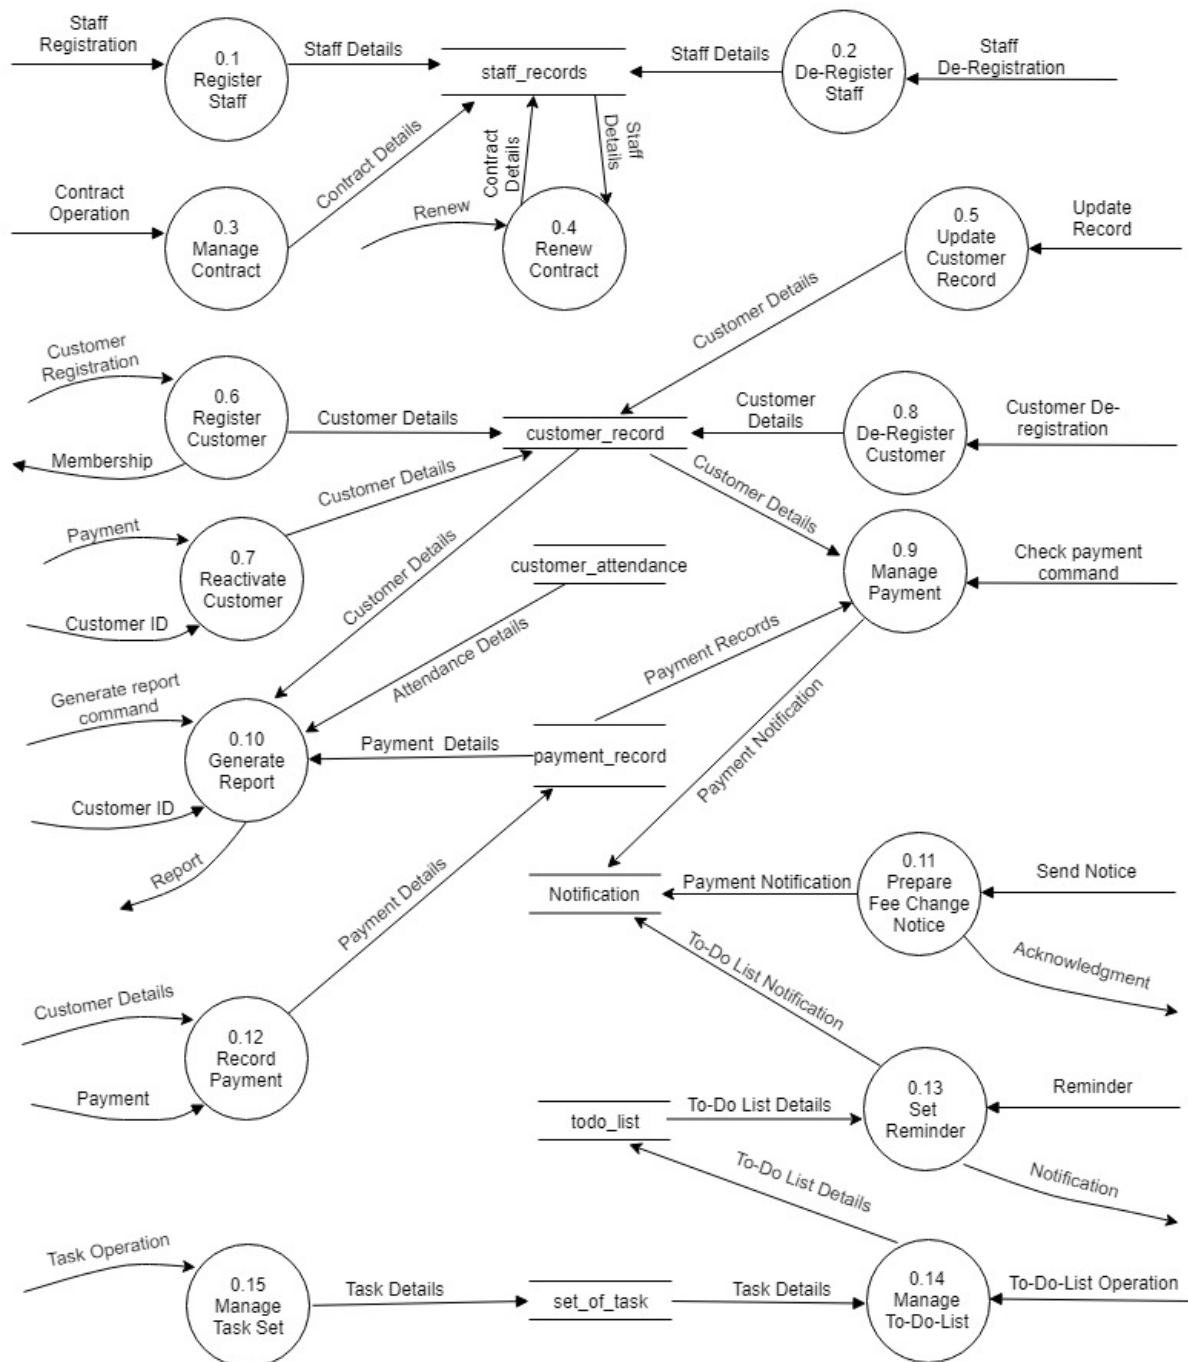 Staff
Registration
0.1
Register
Staff
Staff Details
staff_records
Staff Details
0.2
De-Register
Staff
Staff
De-Registration
Contract Details
Contract
Details
Staff
Details
Contract
Operation
0.3
Manage
Contract
Renew
0.4
Renew
Contract
0.5
Update
Customer
Record
Update
Record
Customer Details
Customer
Registration
0.6
Register
Customer
Membership
Customer Details
customer_record
Customer
Details
0.8
De-Register
Customer
Customer De-
registration
Customer Details
Customer Details
Payment
0.7
Reactivate
Customer
Customer ID
Customer Details
customer_attendance
0.9
Manage
Payment
Check payment
command
Attendance Details
Payment Records
Generate report
command
0.10
Generate
Report
Customer ID
Report
Payment  Details
payment_record
Payment Notification
Payment Details
Notification
Payment Notification
0.11
Prepare
Fee Change
Notice
Send Notice
Acknowledgment
To-Do List Notification
Customer Details
0.12
Record
Payment
Payment
todo_list
To-Do List Details
0.13
Set
Reminder
Reminder
Notification
To-Do List Details
Task Operation
0.15
Manage
Task Set
Task Details
set_of_task
Task Details
0.14
Manage
To-Do-List
To-Do-List Operation